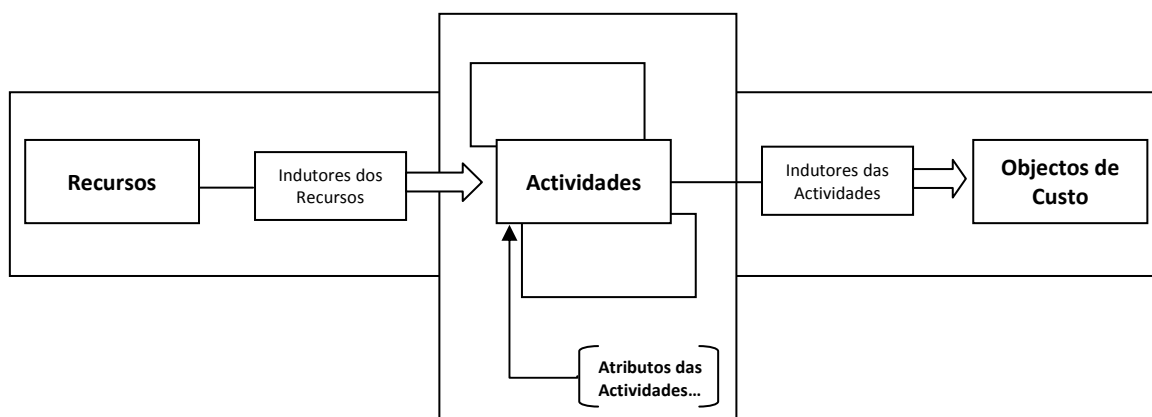 Recursos
Indutores dos
Recursos
Actividades
Indutores das
Actividades
Objectos de
Custo
Atributos das
Actividades…